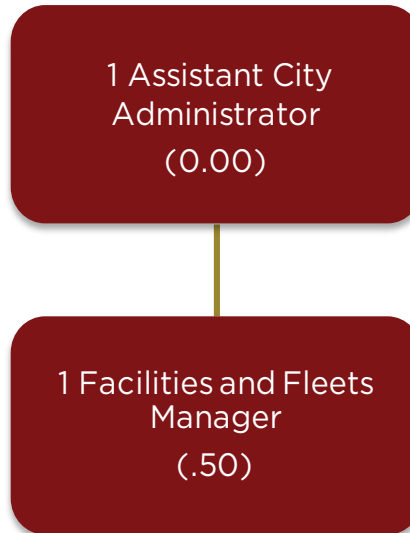 1 Assistant City
Administrator
(0.00)
1 Facilities and Fleets
Manager
(.50)